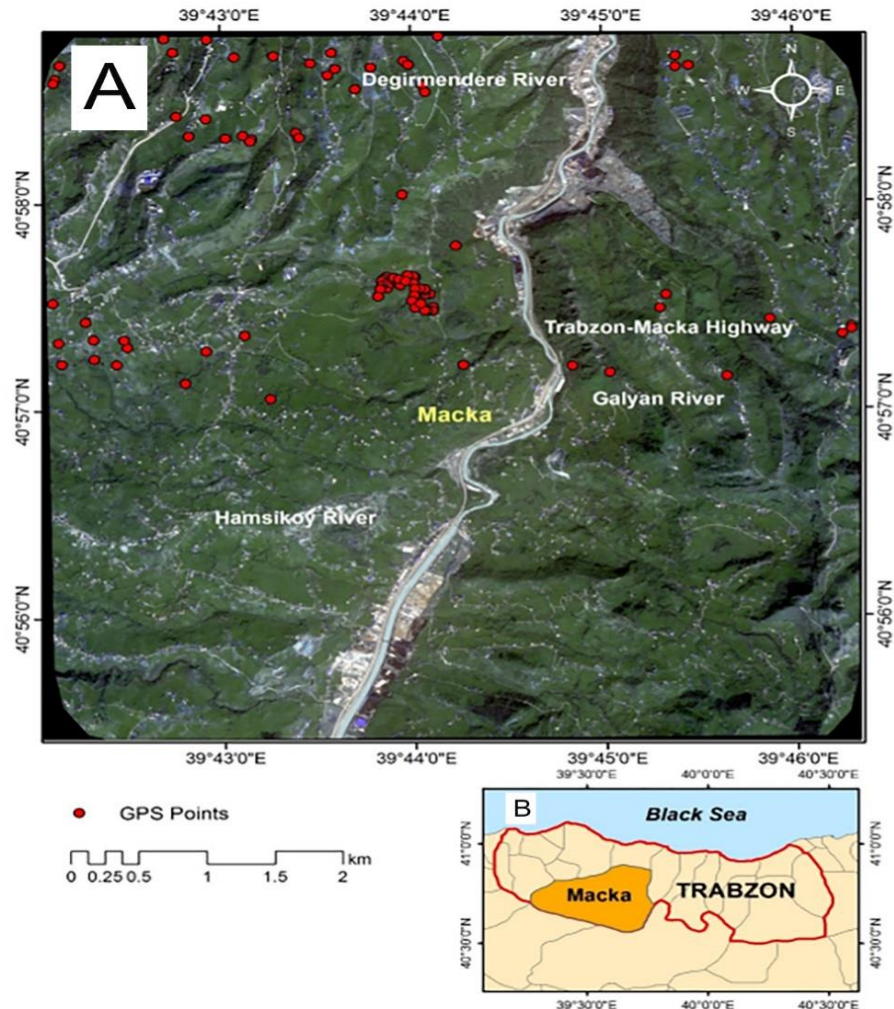 39°43'0"E 39°44'0"E 39°45'0"E 39°46'0"E
A
Degirmendere River
N
W E
S
40°58'0"N 40°58'0"N
Trabzon-Macka Highway
Galyan River
40°57'0"N 40°57'0"N
Macka
Hamsikoy River
40°56'0"N 40°56'0"N
39°43'0"E 39°44'0"E 39°45'0"E 39°46'0"E
GPS Points
km
0 0.25 0.5 1 1.5 2
39°30'0"E 40°0'0"E 40°30'0"E
B
Black Sea
41°0'0"N 41°0'0"N
Macka TRABZON
40°30'0"N 40°30'0"N
39°30'0"E 40°0'0"E 40°30'0"E